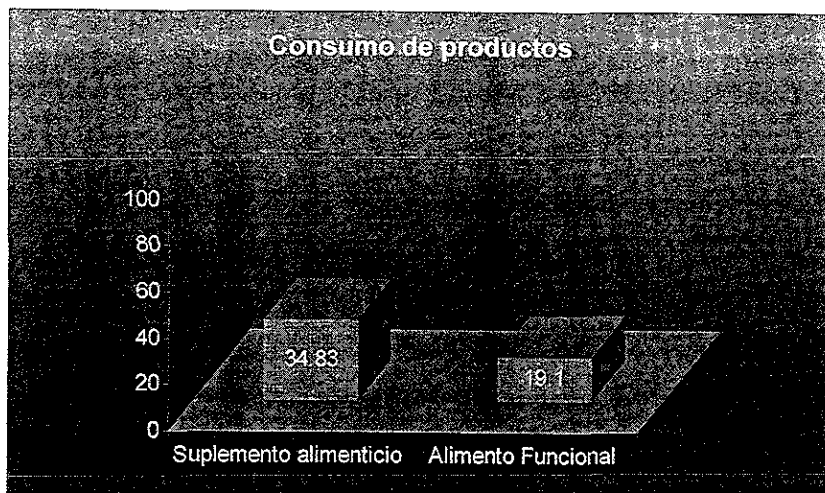 Consumo de productos
100
80
60
40
20
0
34.83
19.1
Suplemento alimenticio
Alimento Funcional